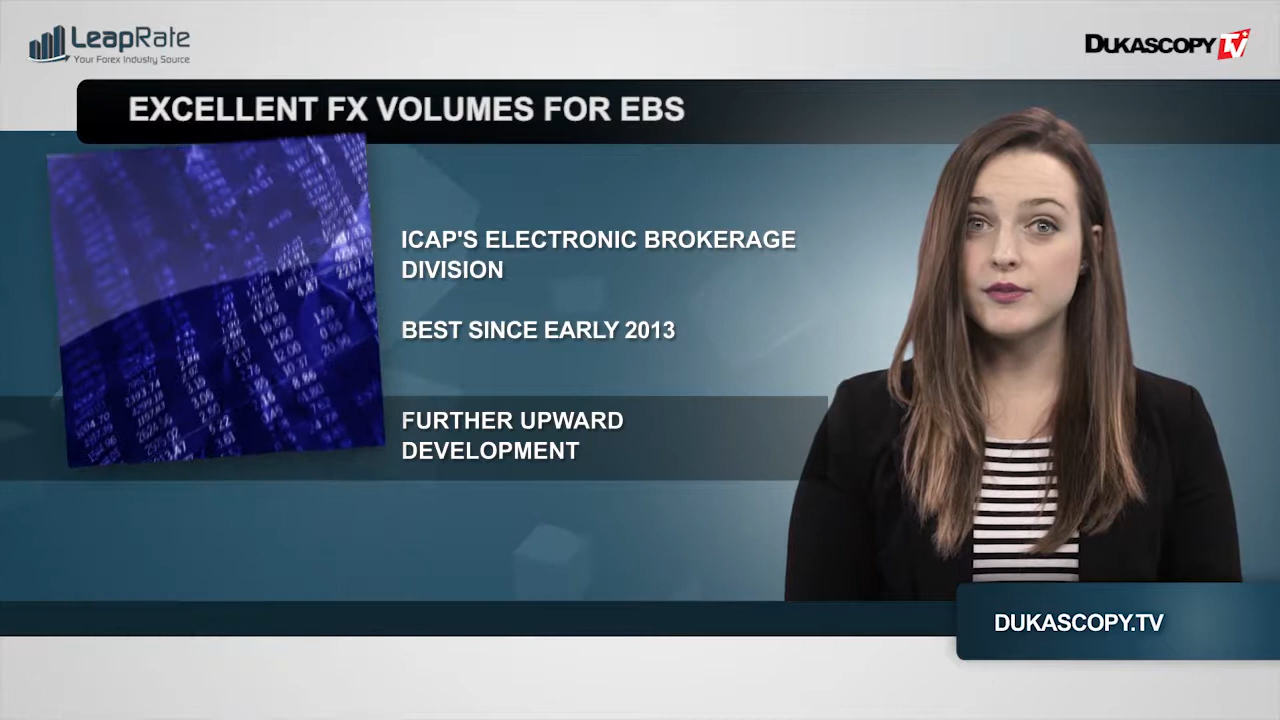 LeapRate
Your Forex Industry Source
DUKASCOPY TV
EXCELLENT FX VOLUMES FOR EBS
ICAP'S ELECTRONIC BROKERAGE
DIVISION
BEST SINCE EARLY 2013
FURTHER UPWARD
DEVELOPMENT
DUKASCOPY.TV